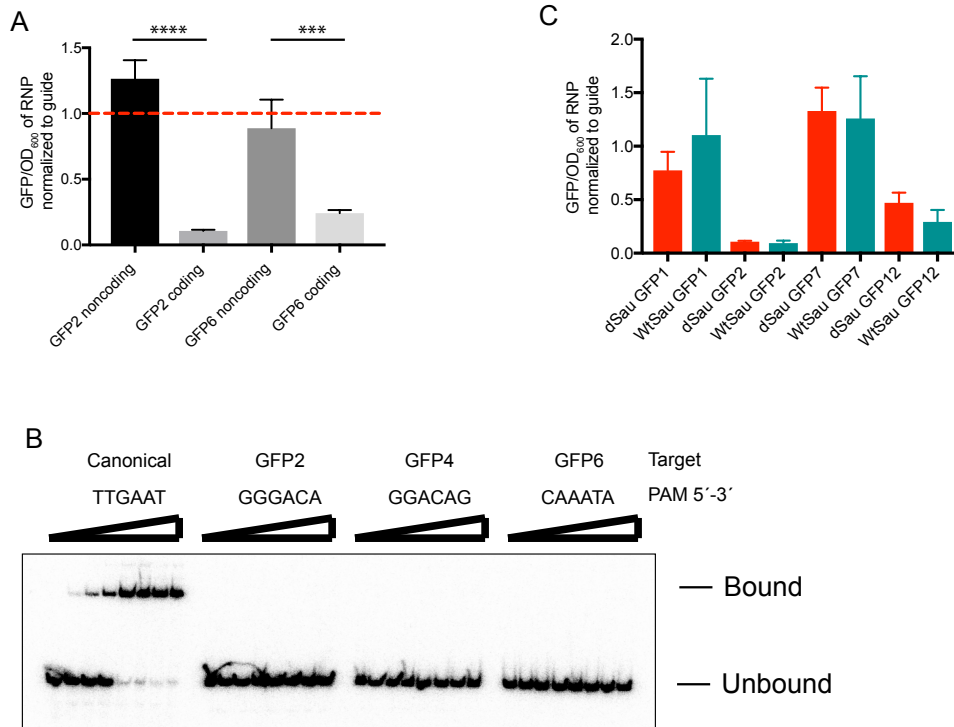 A
****
***
GFP/OD600 of RNP
normalized to guide
1.5
1.0
0.5
0.0
GFP2 noncoding
GFP2 coding
GFP6 noncoding
GFP6 coding
C
GFP/OD600 of RNP
normalized to guide
2.0
1.5
1.0
0.5
0.0
dSau GFP1
WtSau GFP1
dSau GFP2
WtSau GFP2
dSau GFP7
WtSau GFP7
dSau GFP12
WtSau GFP12
B
Canonical GFP2 GFP4 GFP6 Target
TTGAAT GGGACA GGACAG CAAATA PAM 5´-3´
Bound
Unbound